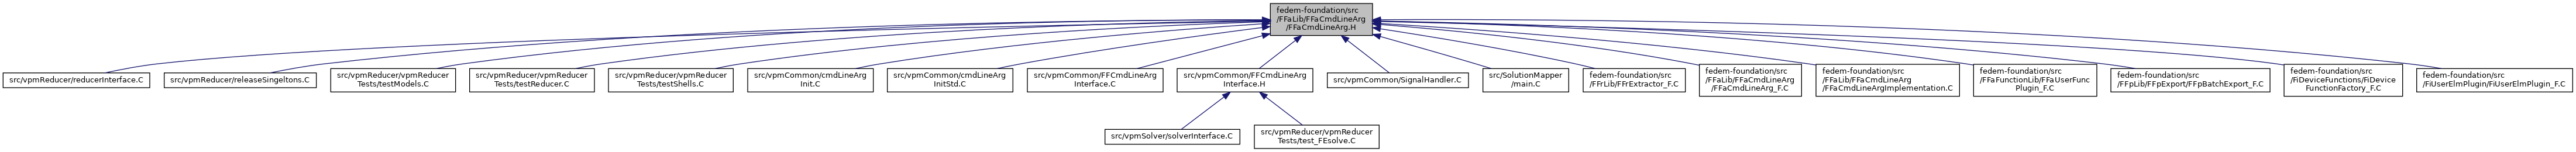 fedem-foundation/src
/FFaLib/FFaCmdLineArg
/FFaCmdLineArg.H
src/vpmReducer/reducerInterface.C
src/vpmReducer/releaseSingeltons.C
src/vpmReducer/vpmReducer
Tests/testModels.C
src/vpmReducer/vpmReducer
Tests/testReducer.C
src/vpmReducer/vpmReducer
Tests/testShells.C
src/vpmCommon/cmdLineArg
Init.C
src/vpmCommon/cmdLineArg
InitStd.C
src/vpmCommon/FFCmdLineArg
Interface.C
src/vpmCommon/FFCmdLineArg
Interface.H
src/vpmCommon/SignalHandler.C
src/SolutionMapper
/main.C
fedem-foundation/src
/FFrLib/FFrExtractor_F.C
fedem-foundation/src
/FFaLib/FFaCmdLineArg
/FFaCmdLineArg_F.C
fedem-foundation/src
/FFaLib/FFaCmdLineArg
/FFaCmdLineArgImplementation.C
fedem-foundation/src
/FFaFunctionLib/FFaUserFunc
Plugin_F.C
fedem-foundation/src
/FFpLib/FFpExport/FFpBatchExport_F.C
fedem-foundation/src
/FiDeviceFunctions/FiDevice
FunctionFactory_F.C
fedem-foundation/src
/FiUserElmPlugin/FiUserElmPlugin_F.C
src/vpmSolver/solverInterface.C
src/vpmReducer/vpmReducer
Tests/test_FEsolve.C